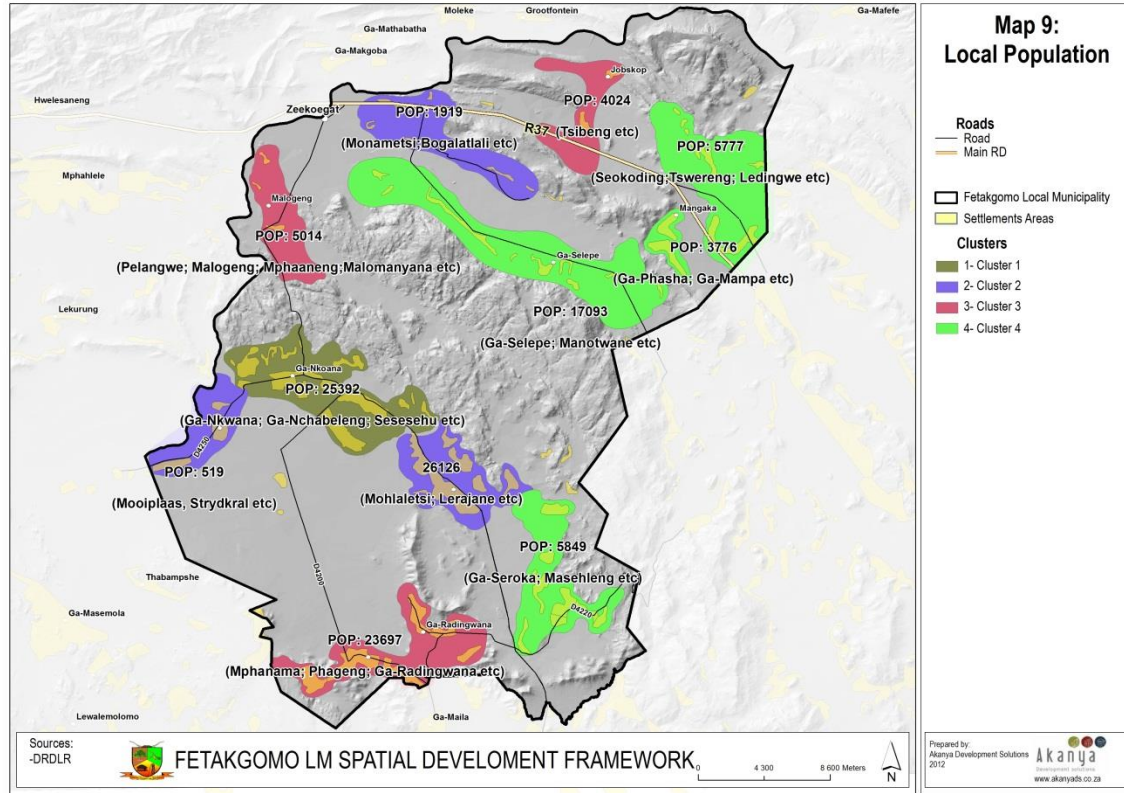 Moleke
Grootfontein
Ga-Mafefe
Ga-Mathabatha
Ga-Makgoba
Jobskop
Hwelesaneng
Zeekoegat
POP: 4024
POP: 1919
R37
(Tsibeng etc)
(Monametsi;Bogalatlali etc)
POP: 5777
Mphahlele
(Seokoding;Tswereng; Ledingwe etc)
Malogeng
Mangaka
POP: 5014
POP: 3776
(Pelangwe; Malogeng; Mphaaneng;Malomanyana etc)
Ga-Selepe
(Ga-Phasha; Ga-Mampa etc)
Lekurung
POP: 17093
(Ga-Selepe; Manotwane etc)
Ga-Nkoana
POP: 25392
(Ga-Nkwana; Ga-Nchabeleng; Sesesehu etc)
D4250
POP: 519
26126
(Mooiplaas, Strydkral etc)
(Mohlaletsi; Lerajane etc)
POP: 5849
Thabampshe
D4200
(Ga-Seroka; Masehleng etc)
Ga-Masemola
D4220
Ga-Radingwana
POP: 23697
(Mphanama; Phageng; Ga-Radingwana etc)
Lewalemolomo
Ga-Maila
Sources:
-DRDLR
FETAKGOMO LM SPATIAL DEVELOMENT FRAMEWORK
0 4 300 8 600 Meters
N
Map 9:
Local Population
Roads
Road
Main RD
Fetakgomo Local Municipality
Settlements Areas
Clusters
1- Cluster 1
2- Cluster 2
3- Cluster 3
4- Cluster 4
Prepared by:
Akanya Development Solutions
2012
Akanya
Development solutions
www.akanyads.co.za